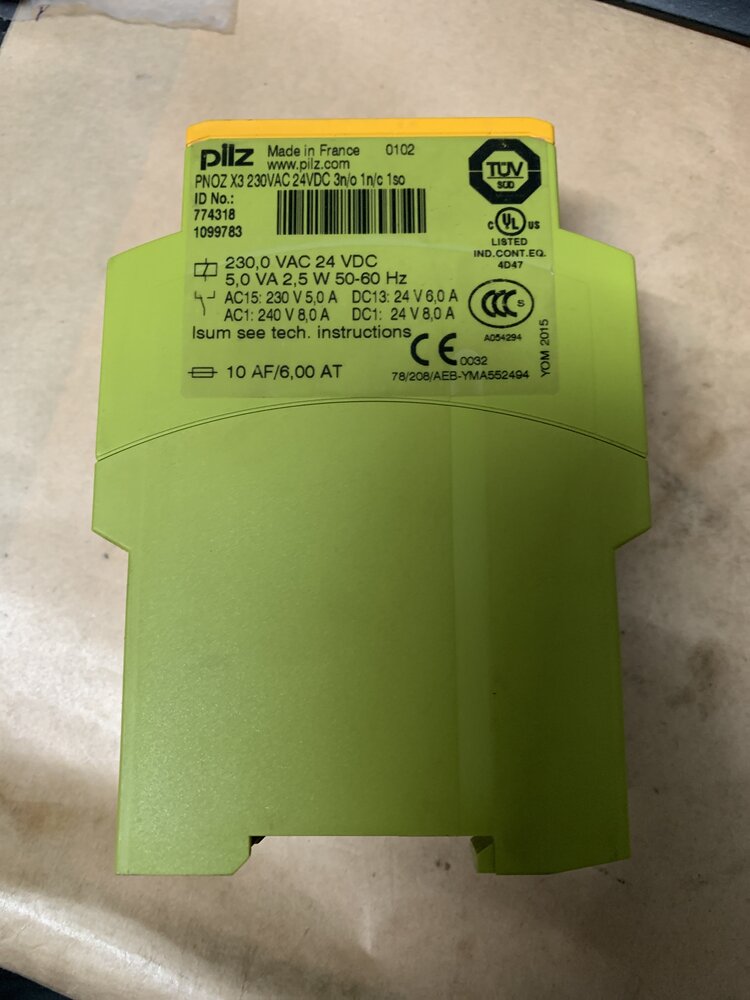 pilz Made in France 0102
www.pilz.com
PNOZ X3 230VAC 24VDC 3n/o 1n/c 1so
ID No.:
774318
1099783
TÜV
SÜD
c UL US
LISTED
IND.CONT.EQ.
4D47
230,0 VAC 24 VDC
5,0 VA 2,5 W 50-60 Hz
AC15: 230 V 5,0 A DC13: 24 V 6,0 A
AC1: 240 V 8,0 A DC1: 24 V 8,0 A
Isum see tech. instructions
CCC S
A054294
CE 0032
10 AF/6,00 AT
78/208/AEB-YMA552494
YOM 2015